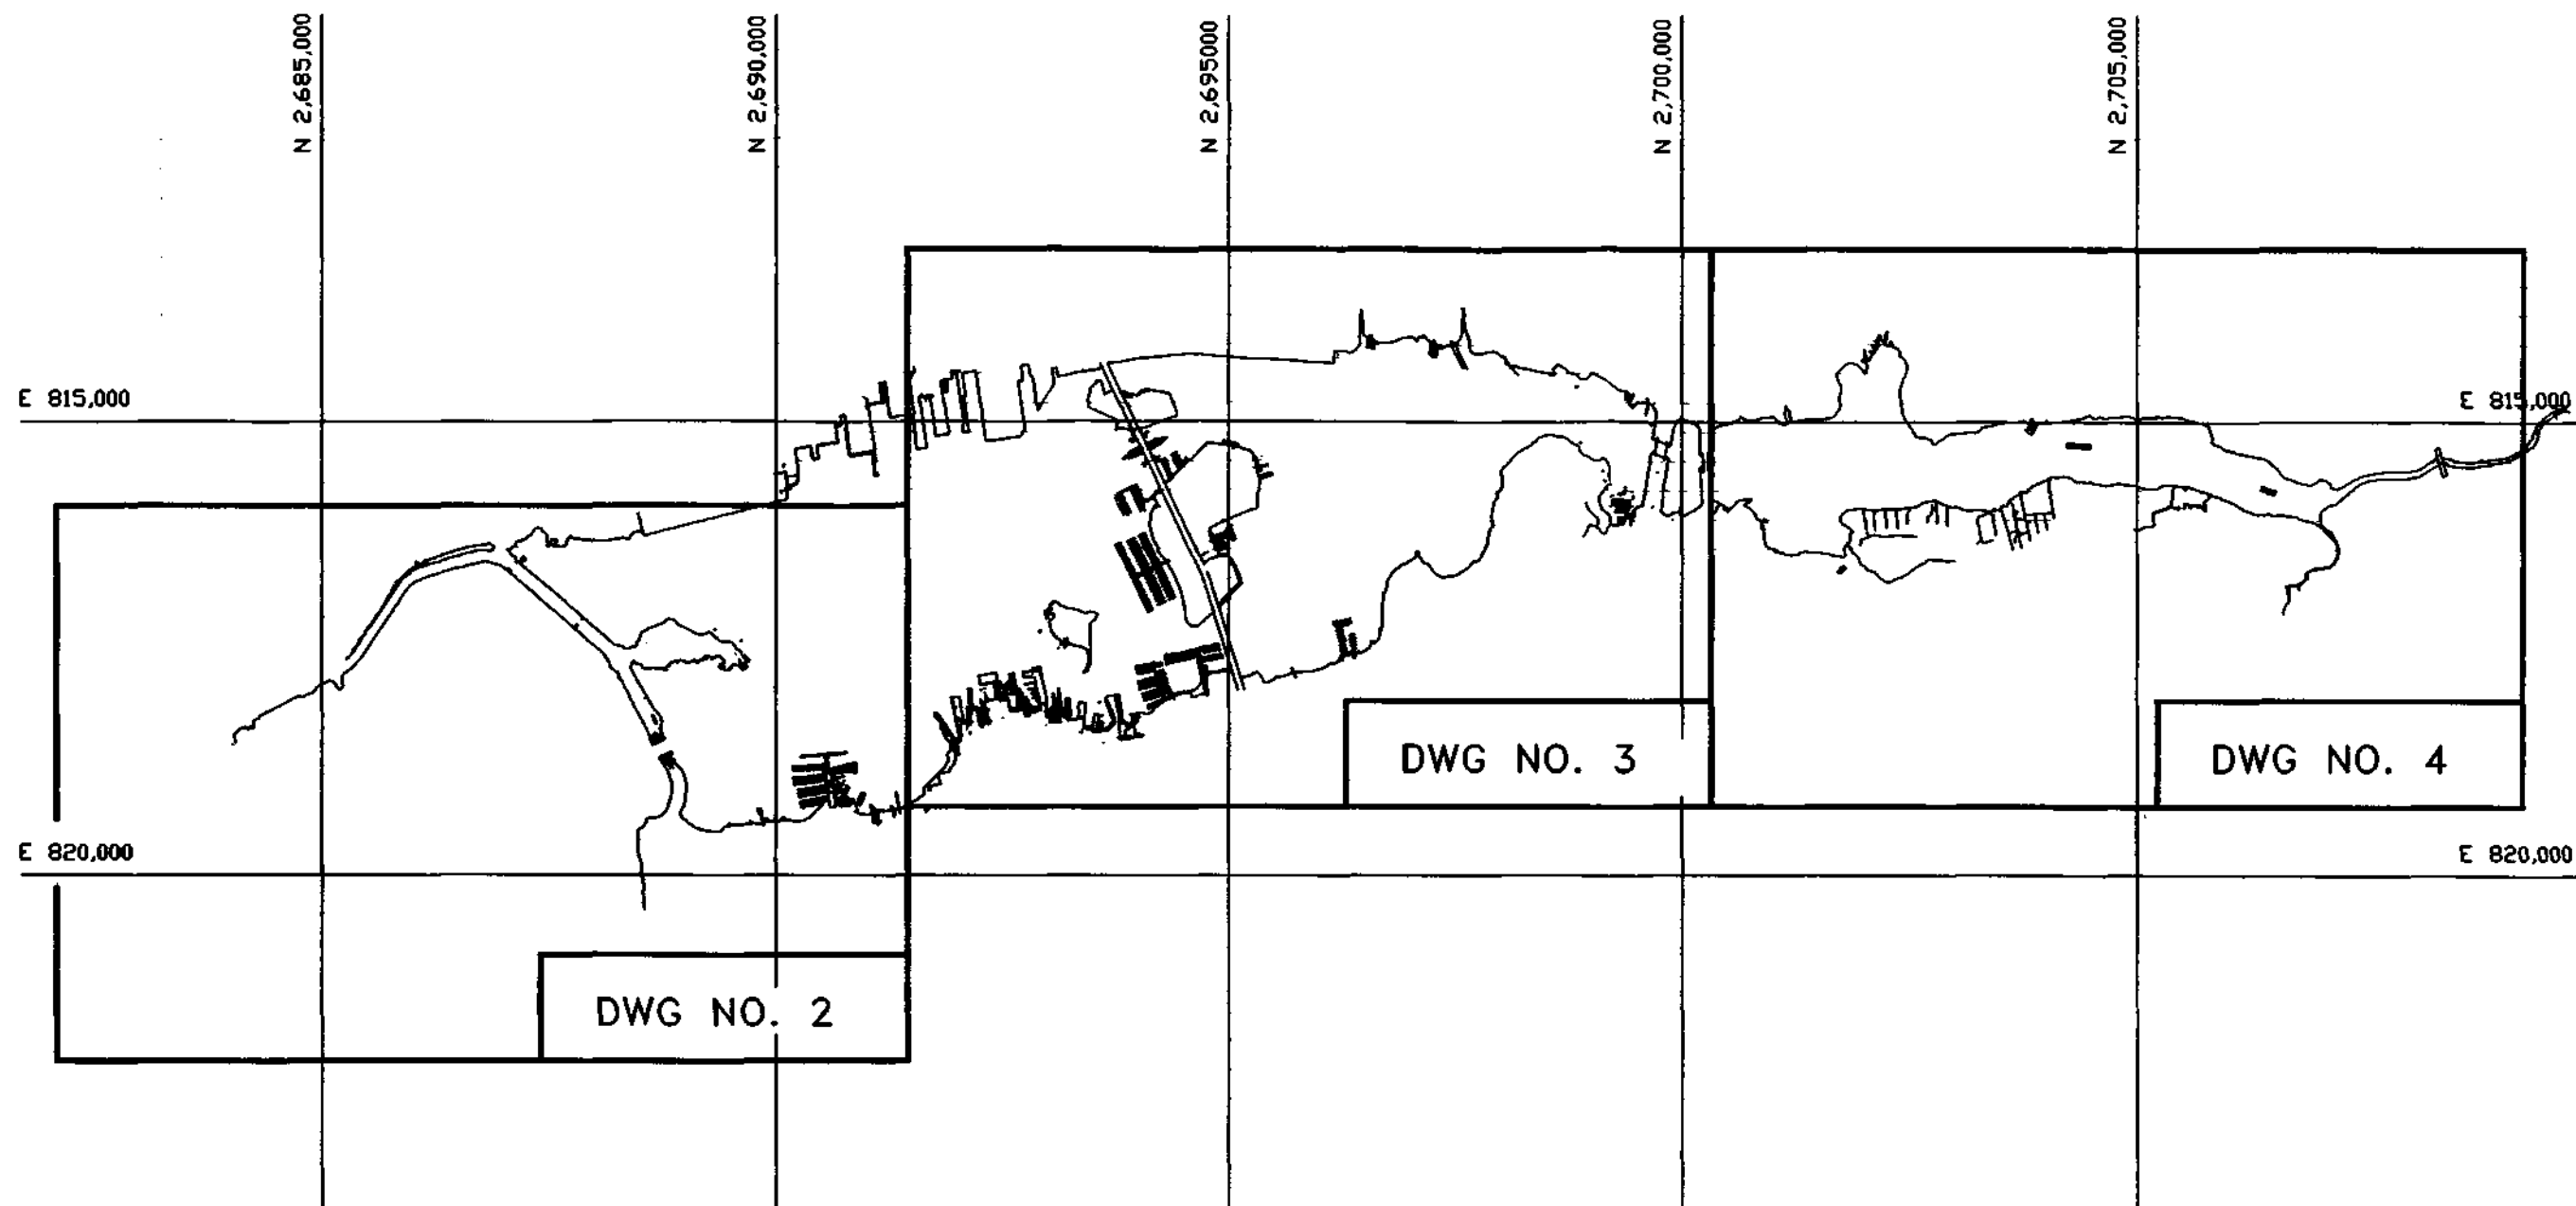 N 2,685,000
N 2,690,000
N 2,695000
N 2,700,000
N 2,705,000
E 815,000
E 815,000
DWG NO. 3
DWG NO. 4
E 820,000
E 820,000
DWG NO. 2